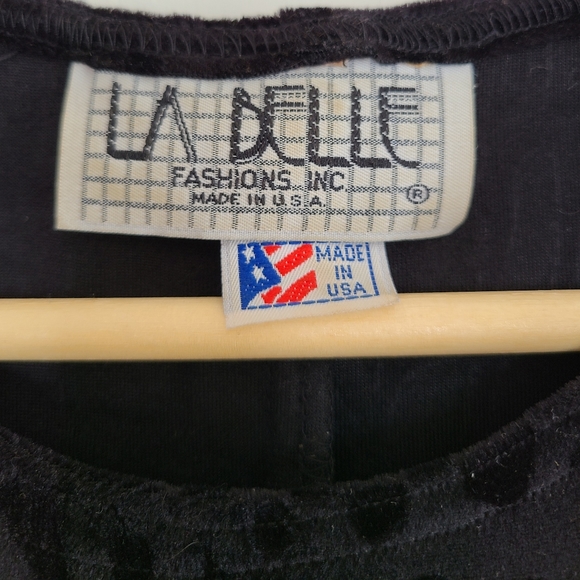 LA BELLE
FASHIONS, INC.
MADE IN U.S.A.
®
MADE
IN
USA